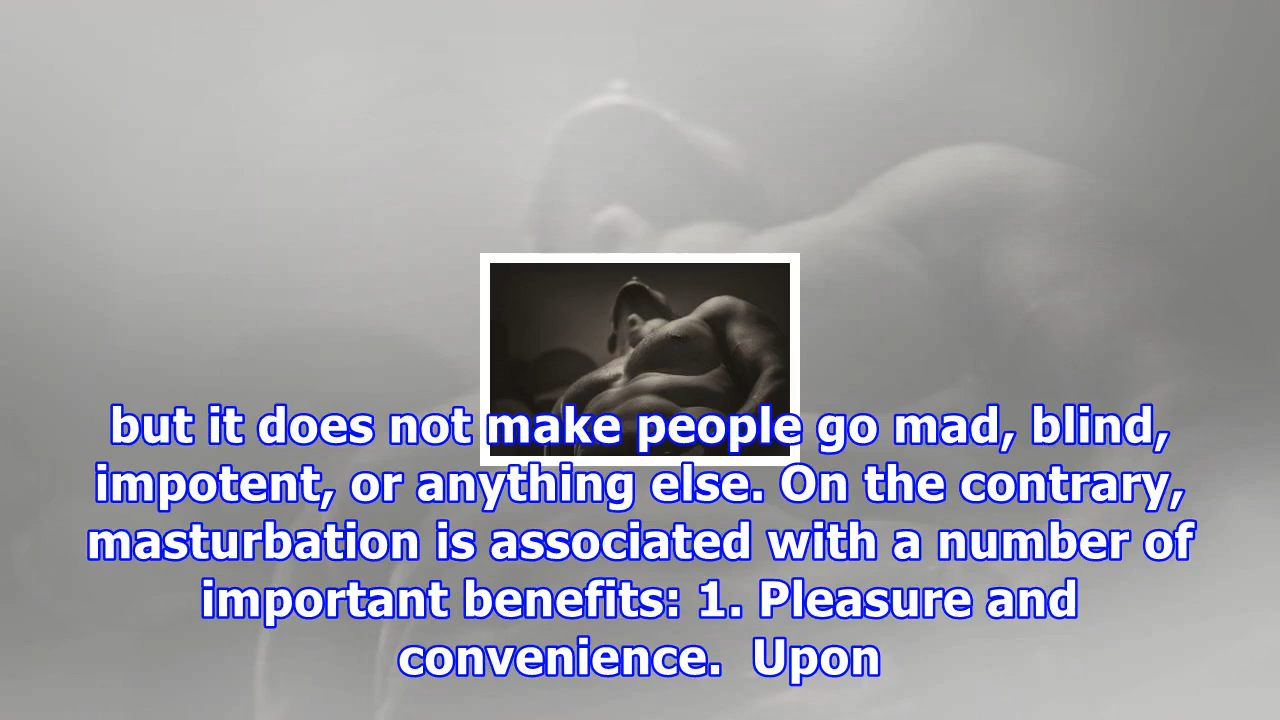 but it does not make people go mad, blind,
impotent, or anything else. On the contrary,
masturbation is associated with a number of
important benefits: 1. Pleasure and
convenience.  Upon